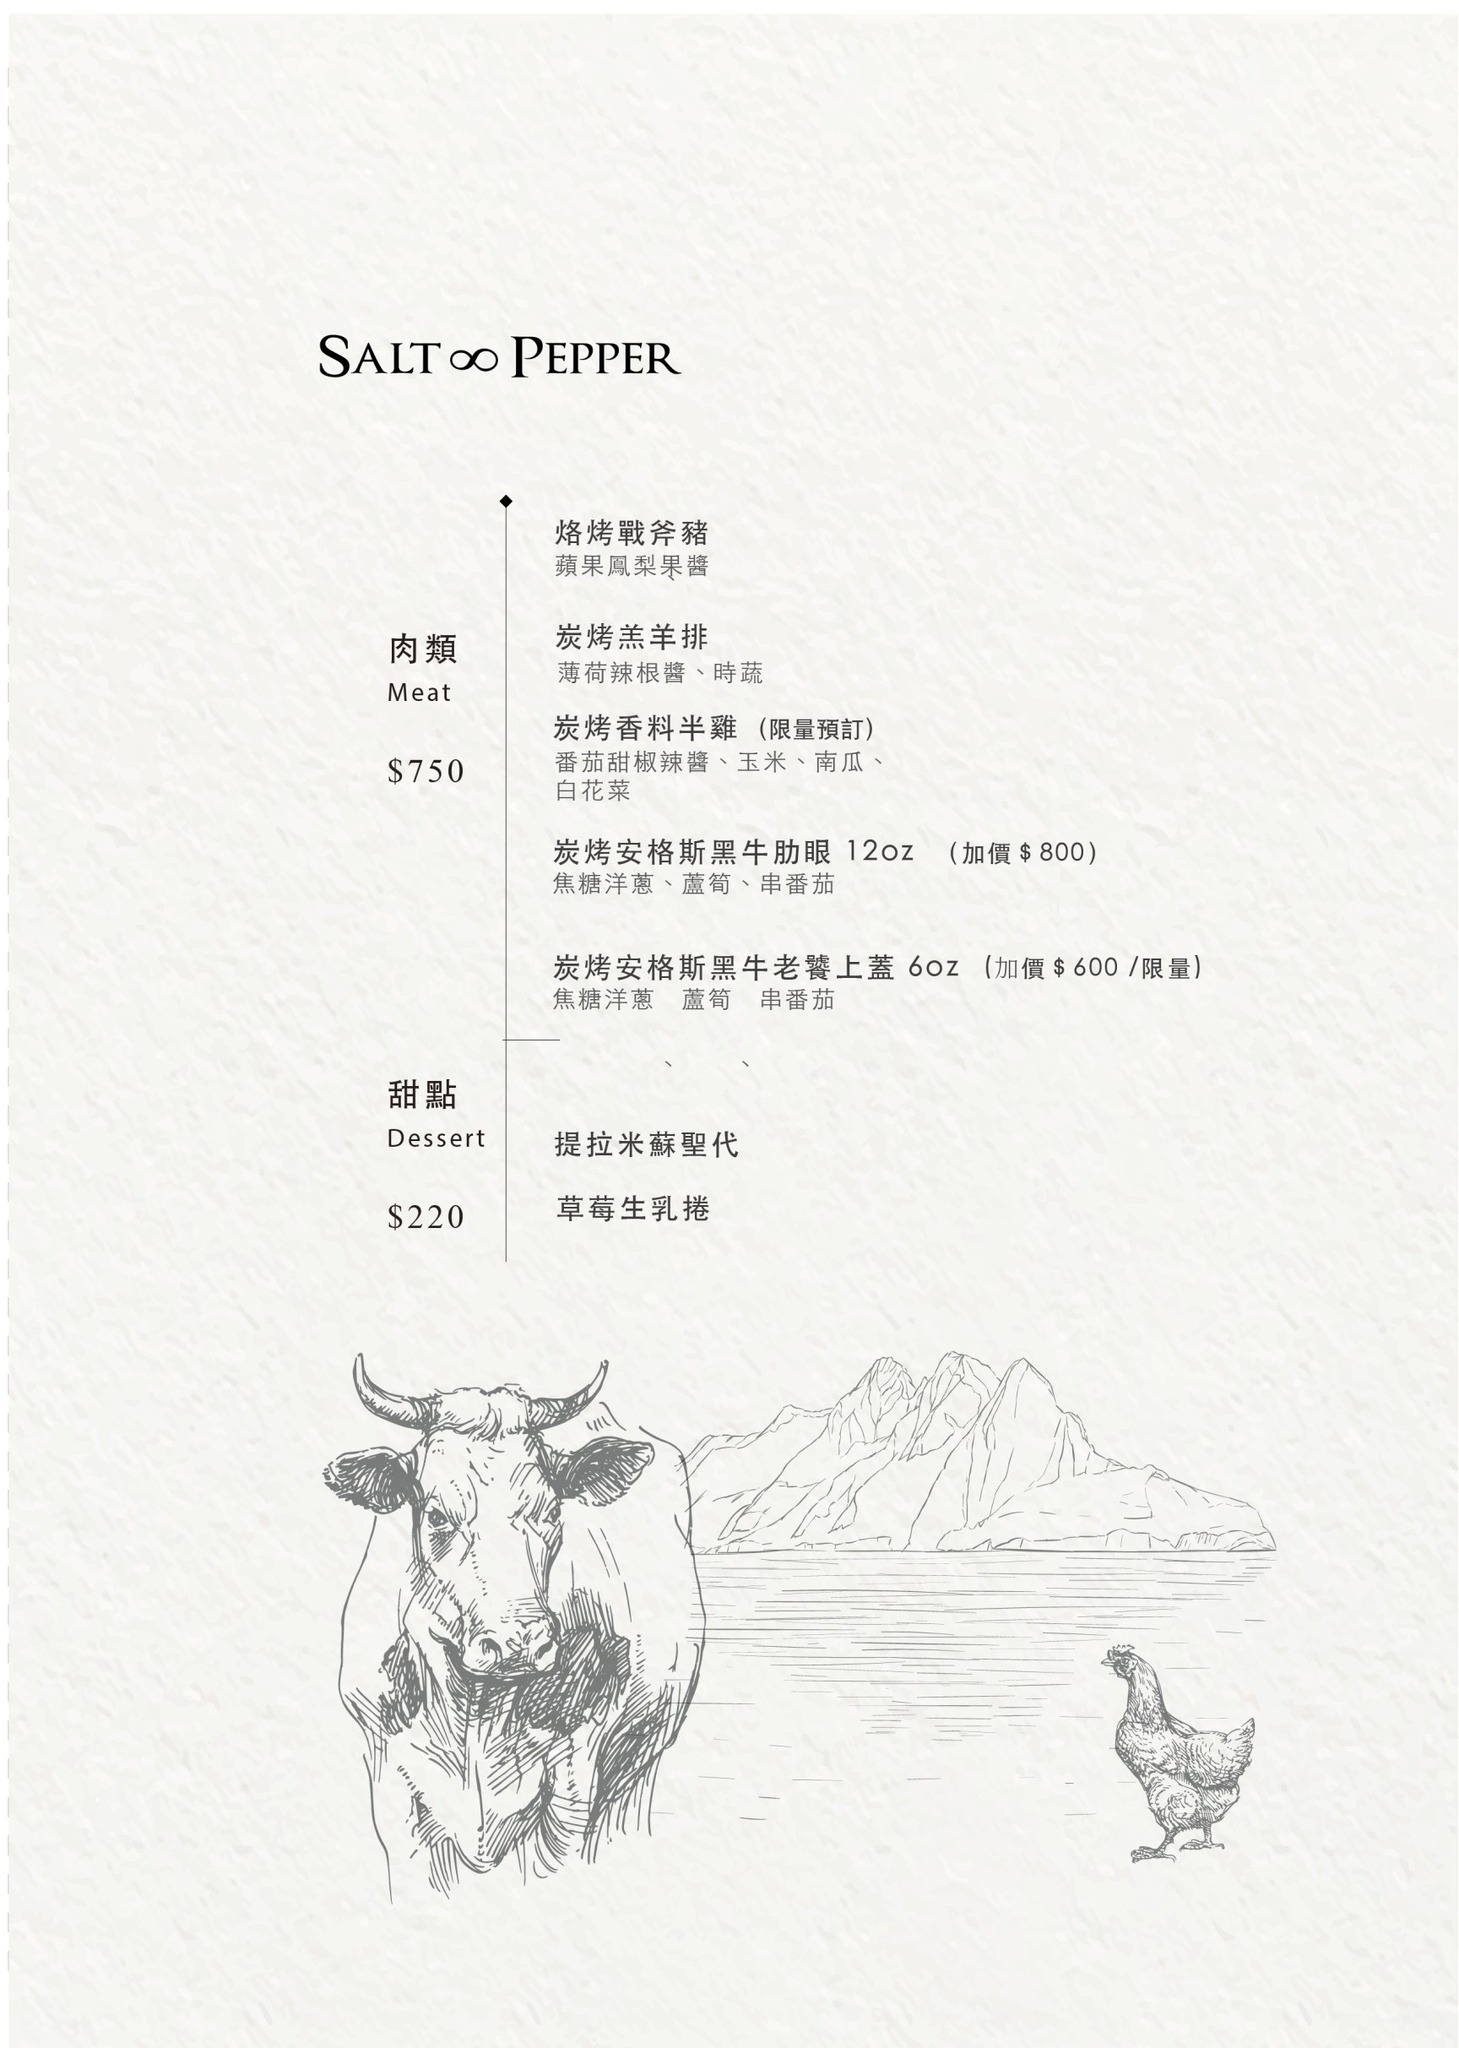 SALT ∞ PEPPER
肉類
Meat
$750
烙烤戰斧豬
蘋果鳳梨果醬
炭烤羔羊排
薄荷辣根醬、時蔬
炭烤香料半雞 (限量預訂)
番茄甜椒辣醬、玉米、南瓜、
白花菜
炭烤安格斯黑牛肋眼 12oz (加價$800)
焦糖洋蔥、蘆筍、串番茄
炭烤安格斯黑牛老饕上蓋 6oz (加價$600 /限量)
焦糖洋蔥 蘆筍 串番茄
、 、
甜點
Dessert
$220
提拉米蘇聖代
草莓生乳捲